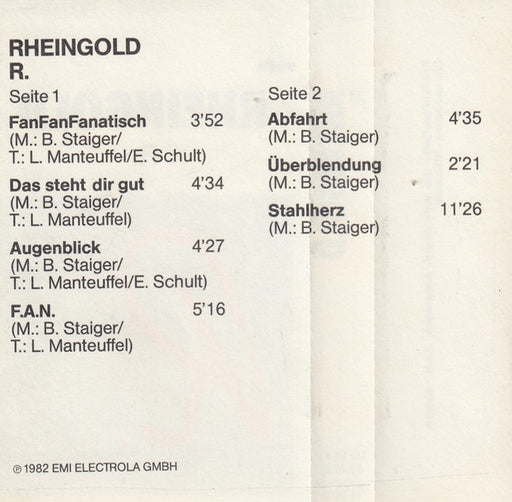 RHEINGOLD
R.
Seite 1
FanFanFanatisch 3'52
(M.: B. Staiger/
T.: L. Manteuffel/E. Schult)
Das steht dir gut 4'34
(M.: B. Staiger/
T.: L. Manteuffel)
Augenblick 4'27
(M.: B. Staiger/
T.: L. Manteuffel/E. Schult)
F.A.N. 5'16
(M.: B. Staiger/
T.: L. Manteuffel)
Seite 2
Abfahrt 4'35
(M.: B. Staiger)
Überblendung 2'21
(M.: B. Staiger)
Stahlherz 11'26
(M.: B. Staiger)
℗ 1982 EMI ELECTROLA GMBH